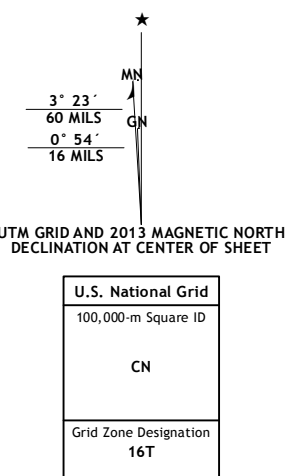 ★
MN
3° 23´
60 MILS
GN
0° 54´
16 MILS
UTM GRID AND 2013 MAGNETIC NORTH
DECLINATION AT CENTER OF SHEET
U.S. National Grid
100,000-m Square ID
CN
Grid Zone Designation
16T